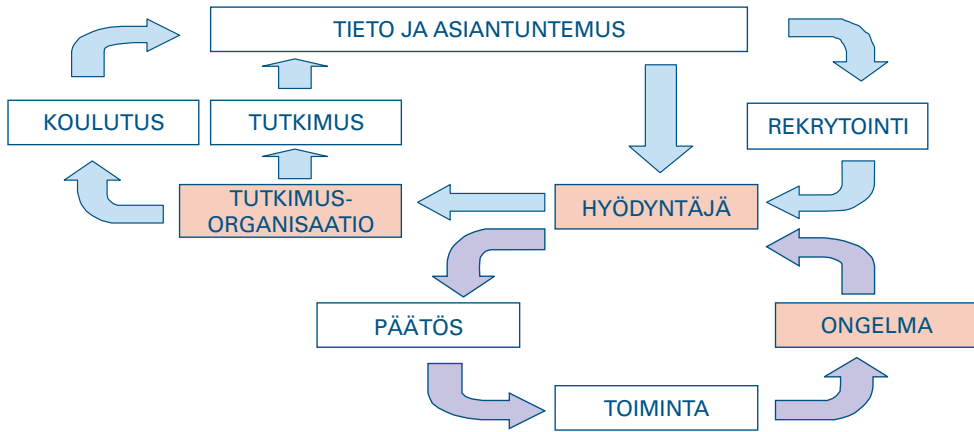 TIETO JA ASIANTUNTEMUS
KOULUTUS
TUTKIMUS
REKRYTOINTI
TUTKIMUS-
ORGANISAATIO
HYÖDYNTÄJÄ
PÄÄTÖS
ONGELMA
TOIMINTA